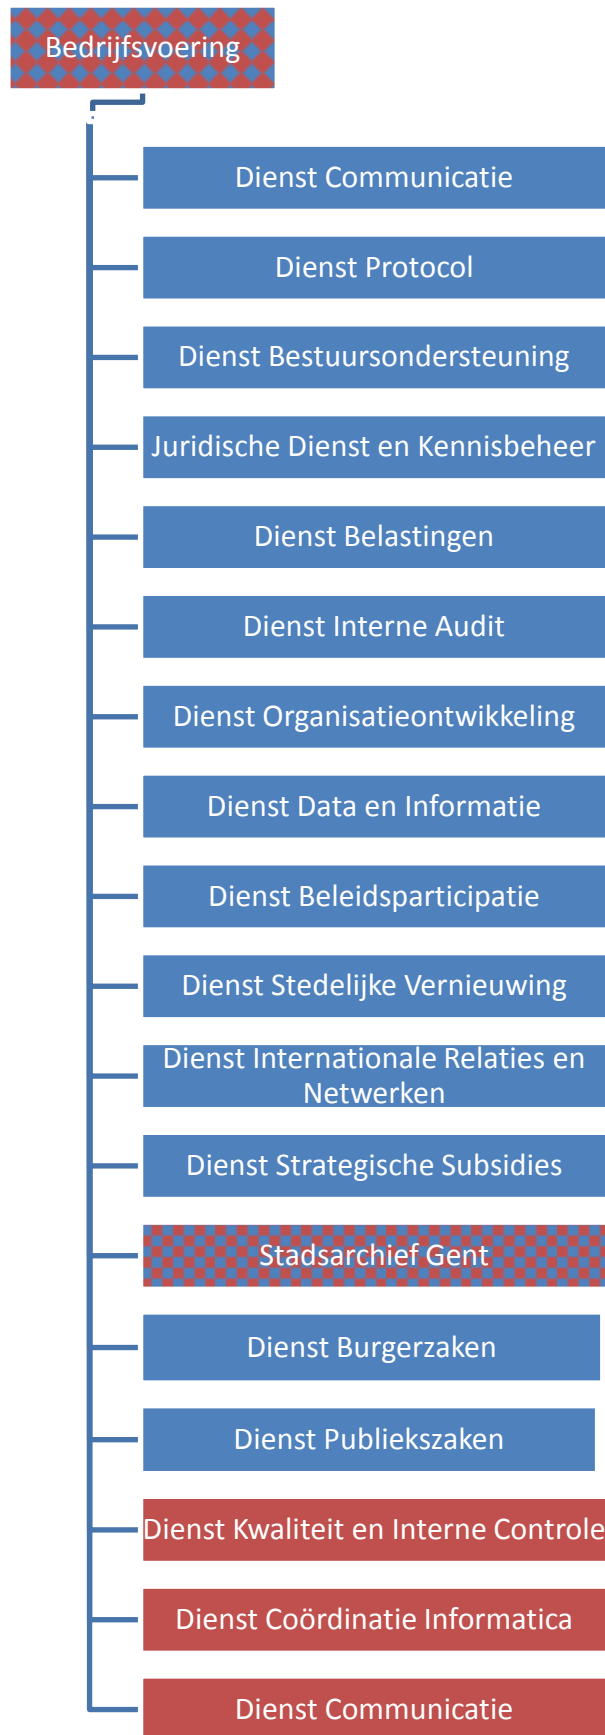 Bedrijfsvoering
Dienst Communicatie
Dienst Protocol
Dienst Bestuursondersteuning
Juridische Dienst en Kennisbeheer
Dienst Belastingen
Dienst Interne Audit
Dienst Organisatieontwikkeling
Dienst Data en Informatie
Dienst Beleidsparticipatie
Dienst Stedelijke Vernieuwing
Dienst Internationale Relaties en
Netwerken
Dienst Strategische Subsidies
Stadsarchief Gent
Dienst Burgerzaken
Dienst Publiekszaken
Dienst Kwaliteit en Interne Controle
Dienst Coördinatie Informatica
Dienst Communicatie